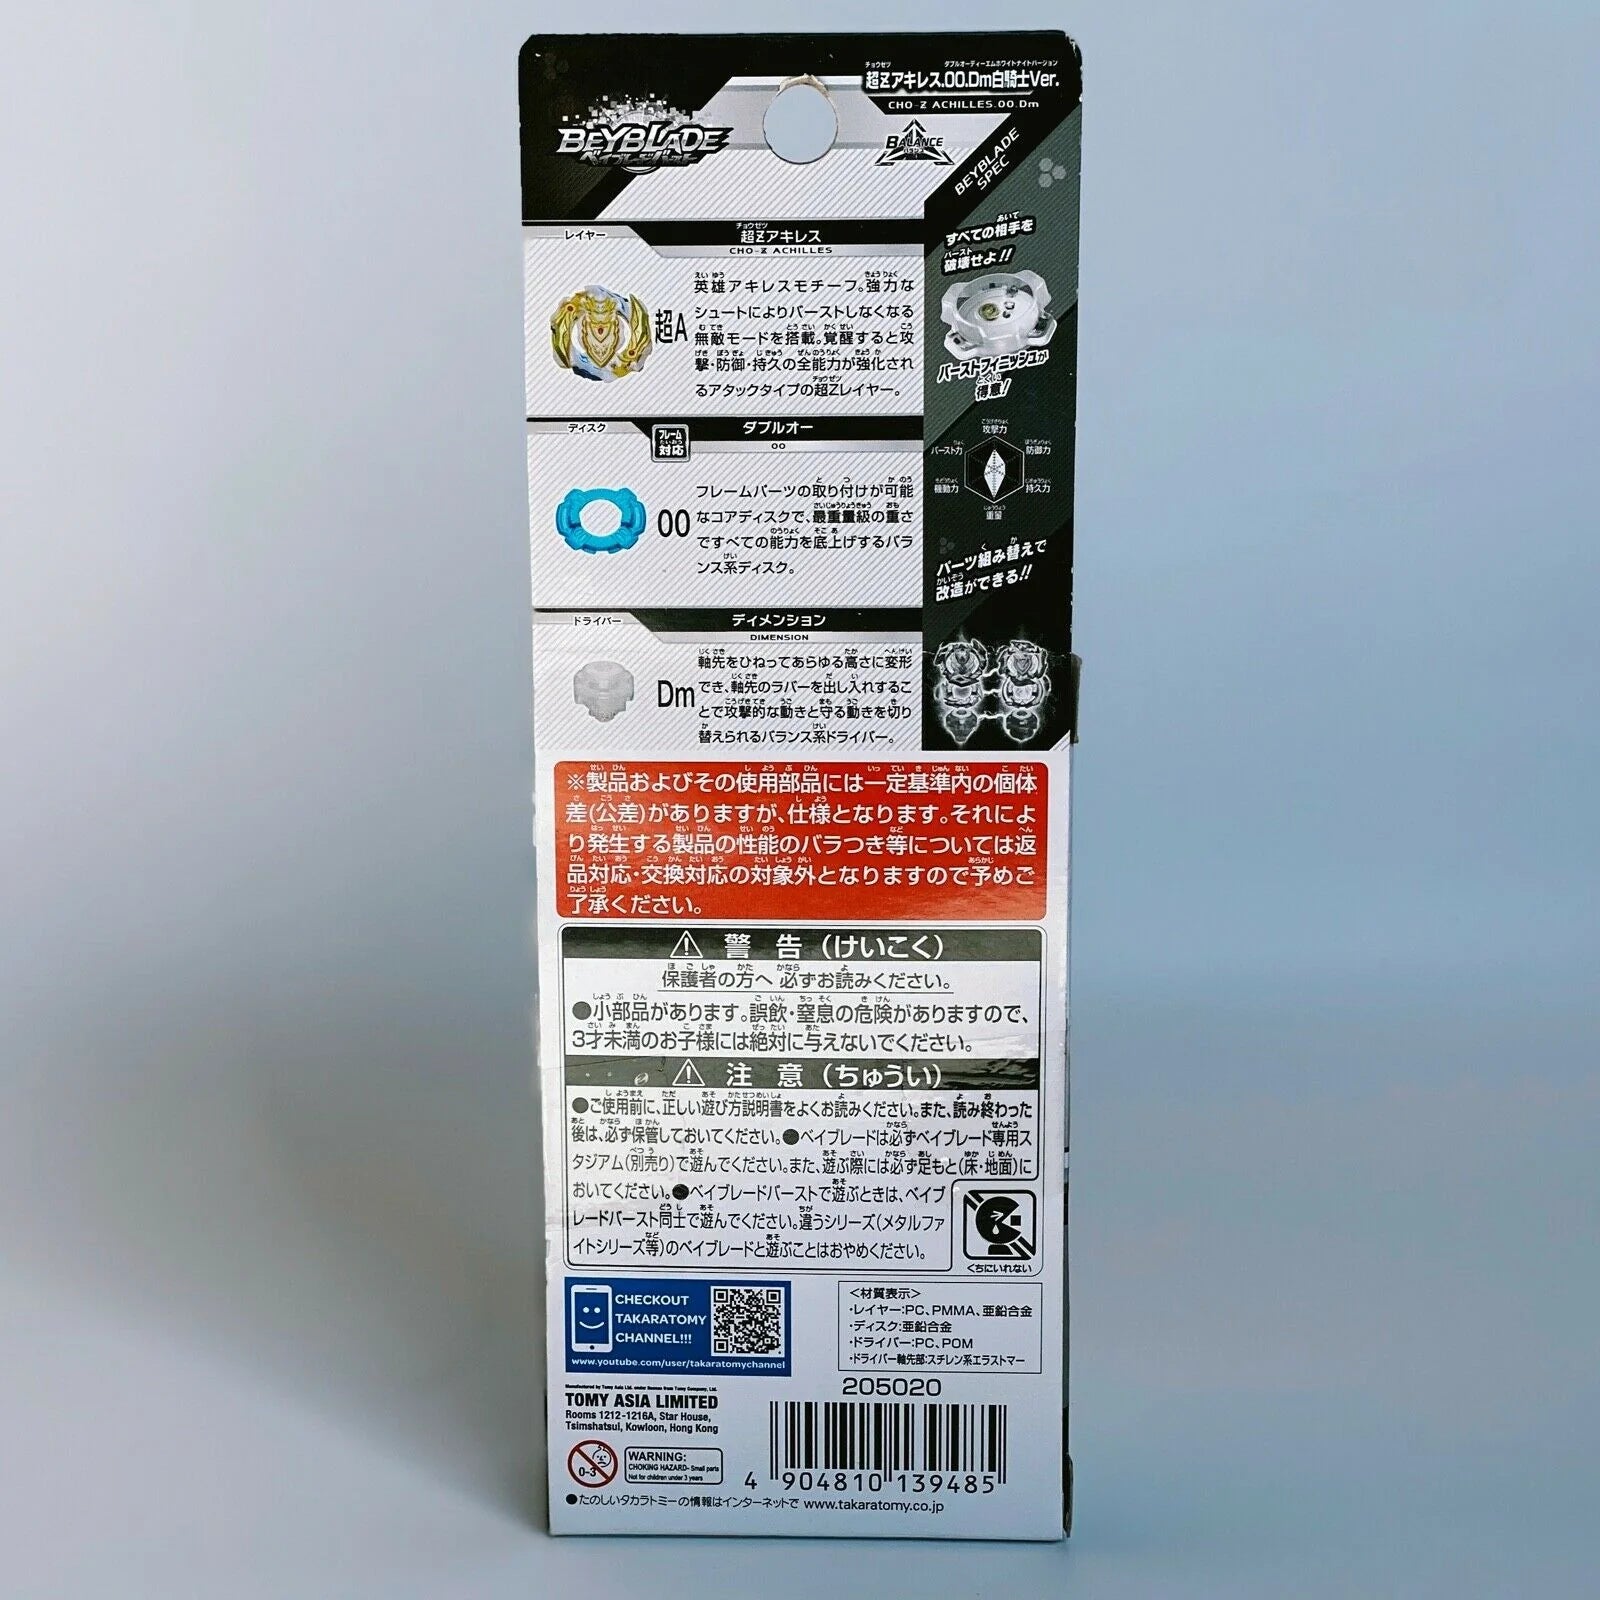 超Zアキレス.00.Dm白騎士Ver.
CHO-Z ACHILLES.00.Dm
BEYBLADE
BALANCE
BEYBLADE
SPEC
レイヤー
チョウゼツ
超Zアキレス
CHO-Z ACHILLES
超A
英雄アキレスモチーフ。強力な
シュートによりバーストしなくなる
無敵モードを搭載。覚醒すると攻
撃・防御・持久の全能力が強化され
るアタックタイプの超Zレイヤー。
すべての相手を
破壊せよ!!
バーストフィニッシュが
得意!
ディスク
フレーム
対応
ダブルオー
00
00
フレームパーツの取り付けが可能
なコアディスクで、最重量級の重さ
ですべての能力を底上げするバラ
ンス系ディスク。
攻撃力
バースト力
防御力
機動力
持久力
重量
パーツ組み替えで
改造ができる!!
ドライバー
ディメンション
DIMENSION
Dm
軸先をひねってあらゆる高さに変形
でき、軸先のラバーを出し入れするこ
とで攻撃的な動きと守る動きを切り
替えられるバランス系ドライバー。
※製品およびその使用部品には一定基準内の個体
差(公差)がありますが、仕様となります。それによ
り発生する製品の性能のバラつき等については返
品対応・交換対応の対象外となりますので予めご
了承ください。
警 告 (けいこく)
保護者の方へ 必ずお読みください。
●小部品があります。誤飲・窒息の危険がありますので、
3才未満のお子様には絶対に与えないでください。
注 意 (ちゅうい)
●ご使用前に、正しい遊び方説明書をよくお読みください。また、読み終わった
後は、必ず保管しておいてください。●ベイブレードは必ずベイブレード専用ス
タジアム(別売り)で遊んでください。また、遊ぶ際には必ず足もと(床・地面)に
おいてください。●ベイブレードバーストで遊ぶときは、ベイブ
レードバースト同士で遊んでください。違うシリーズ(メタルファ
イトシリーズ等)のベイブレードと遊ぶことはおやめください。
くちにいれない
CHECKOUT
TAKARATOMY
CHANNEL!!!
www.youtube.com/user/takaratomychannel
<材質表示>
・レイヤー:PC、PMMA、亜鉛合金
・ディスク:亜鉛合金
・ドライバー:PC、POM
・ドライバー軸先部:スチレン系エラストマー
Manufactured by Tomy Asia Ltd. under license from Tomy Company, Ltd.
TOMY ASIA LIMITED
Rooms 1212-1216A, Star House,
Tsimshatsui, Kowloon, Hong Kong
205020
0-3
WARNING:
CHOKING HAZARD- Small parts
Not for children under 3 years
4 904810 139485
●たのしいタカラトミーの情報はインターネットで www.takaratomy.co.jp